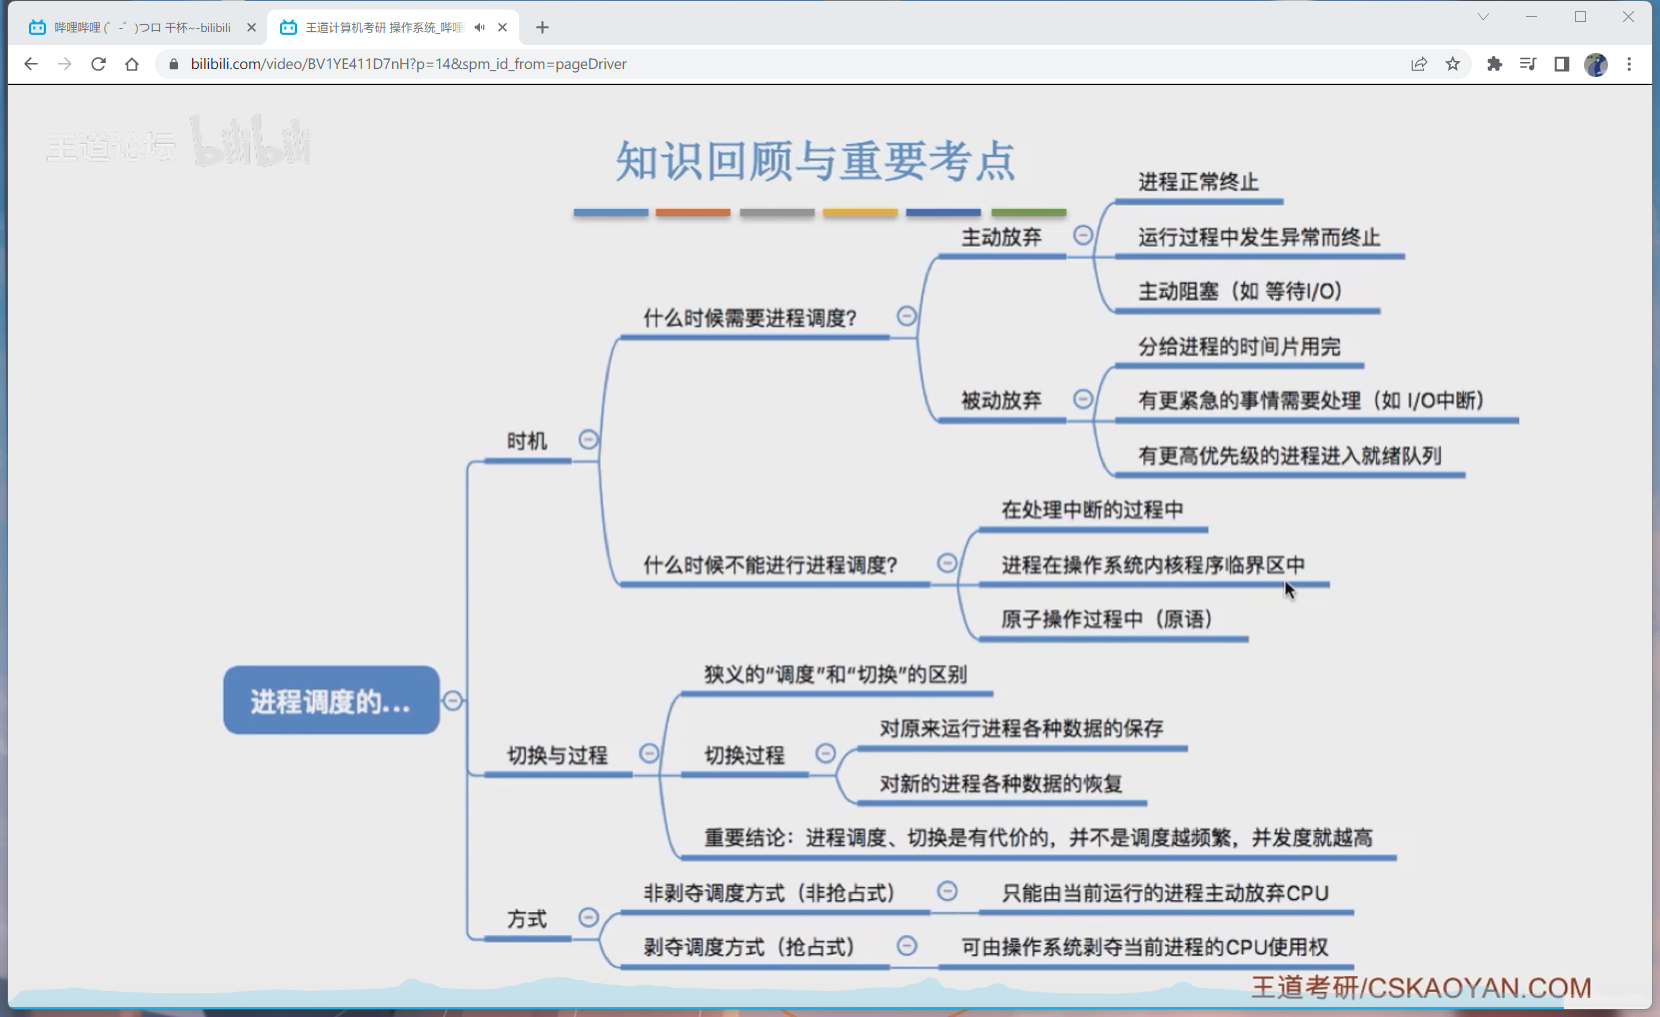 哔哩哔哩 (゜-゜)つロ 干杯~-bilibili
王道计算机考研 操作系统_哔哩
bilibili.com/video/BV1YE411D7nH?p=14&spm_id_from=pageDriver
王道论坛 bilibili
知识回顾与重要考点
进程正常终止
主动放弃
运行过程中发生异常而终止
主动阻塞（如 等待I/O）
什么时候需要进程调度？
分给进程的时间片用完
被动放弃
有更紧急的事情需要处理（如 I/O中断）
有更高优先级的进程进入就绪队列
时机
在处理中断的过程中
什么时候不能进行进程调度？
进程在操作系统内核程序临界区中
原子操作过程中（原语）
进程调度的...
狭义的“调度”和“切换”的区别
对原来运行进程各种数据的保存
切换与过程
切换过程
对新的进程各种数据的恢复
重要结论：进程调度、切换是有代价的，并不是调度越频繁，并发度就越高
非剥夺调度方式（非抢占式）
只能由当前运行的进程主动放弃CPU
方式
剥夺调度方式（抢占式）
可由操作系统剥夺当前进程的CPU使用权
王道考研/CSKAOYAN.COM